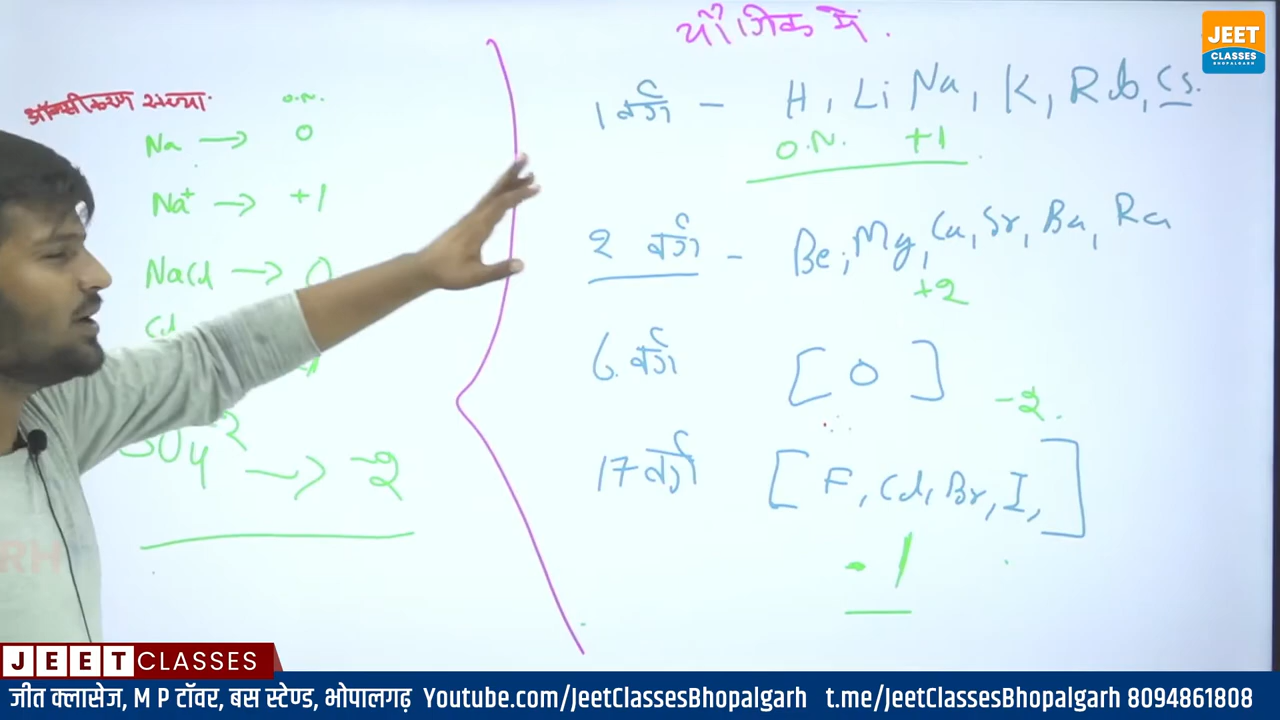 यौगिक में.
JEET
CLASSES
BHOPALGARH
ऑक्सीकरण संख्या. O.N.
Na → 0
Na⁺ → +1
NaCl → 0
Cl
SO₄⁻² → -2
1 वर्ग - H, Li Na, K, Rb, Cs.
O.N. +1
2 वर्ग - Be, Mg, Ca, Sr, Ba, Ra
+2
6 वर्ग [O] -2.
17 वर्ग [F, Cl, Br, I,]
-1
JEET CLASSES
जीत क्लासेज, M P टॉवर, बस स्टेण्ड, भोपालगढ़ Youtube.com/JeetClassesBhopalgarh t.me/JeetClassesBhopalgarh 8094861808